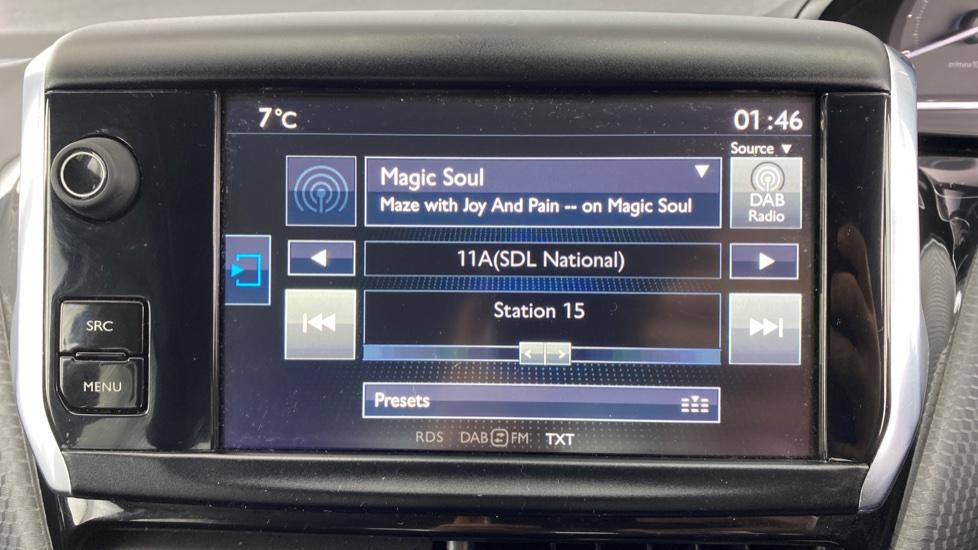 7°C
01:46
Source ▼
Magic Soul
Maze with Joy And Pain -- on Magic Soul
DAB
Radio
11A(SDL National)
SRC
Station 15
MENU
Presets
RDS DAB FM TXT